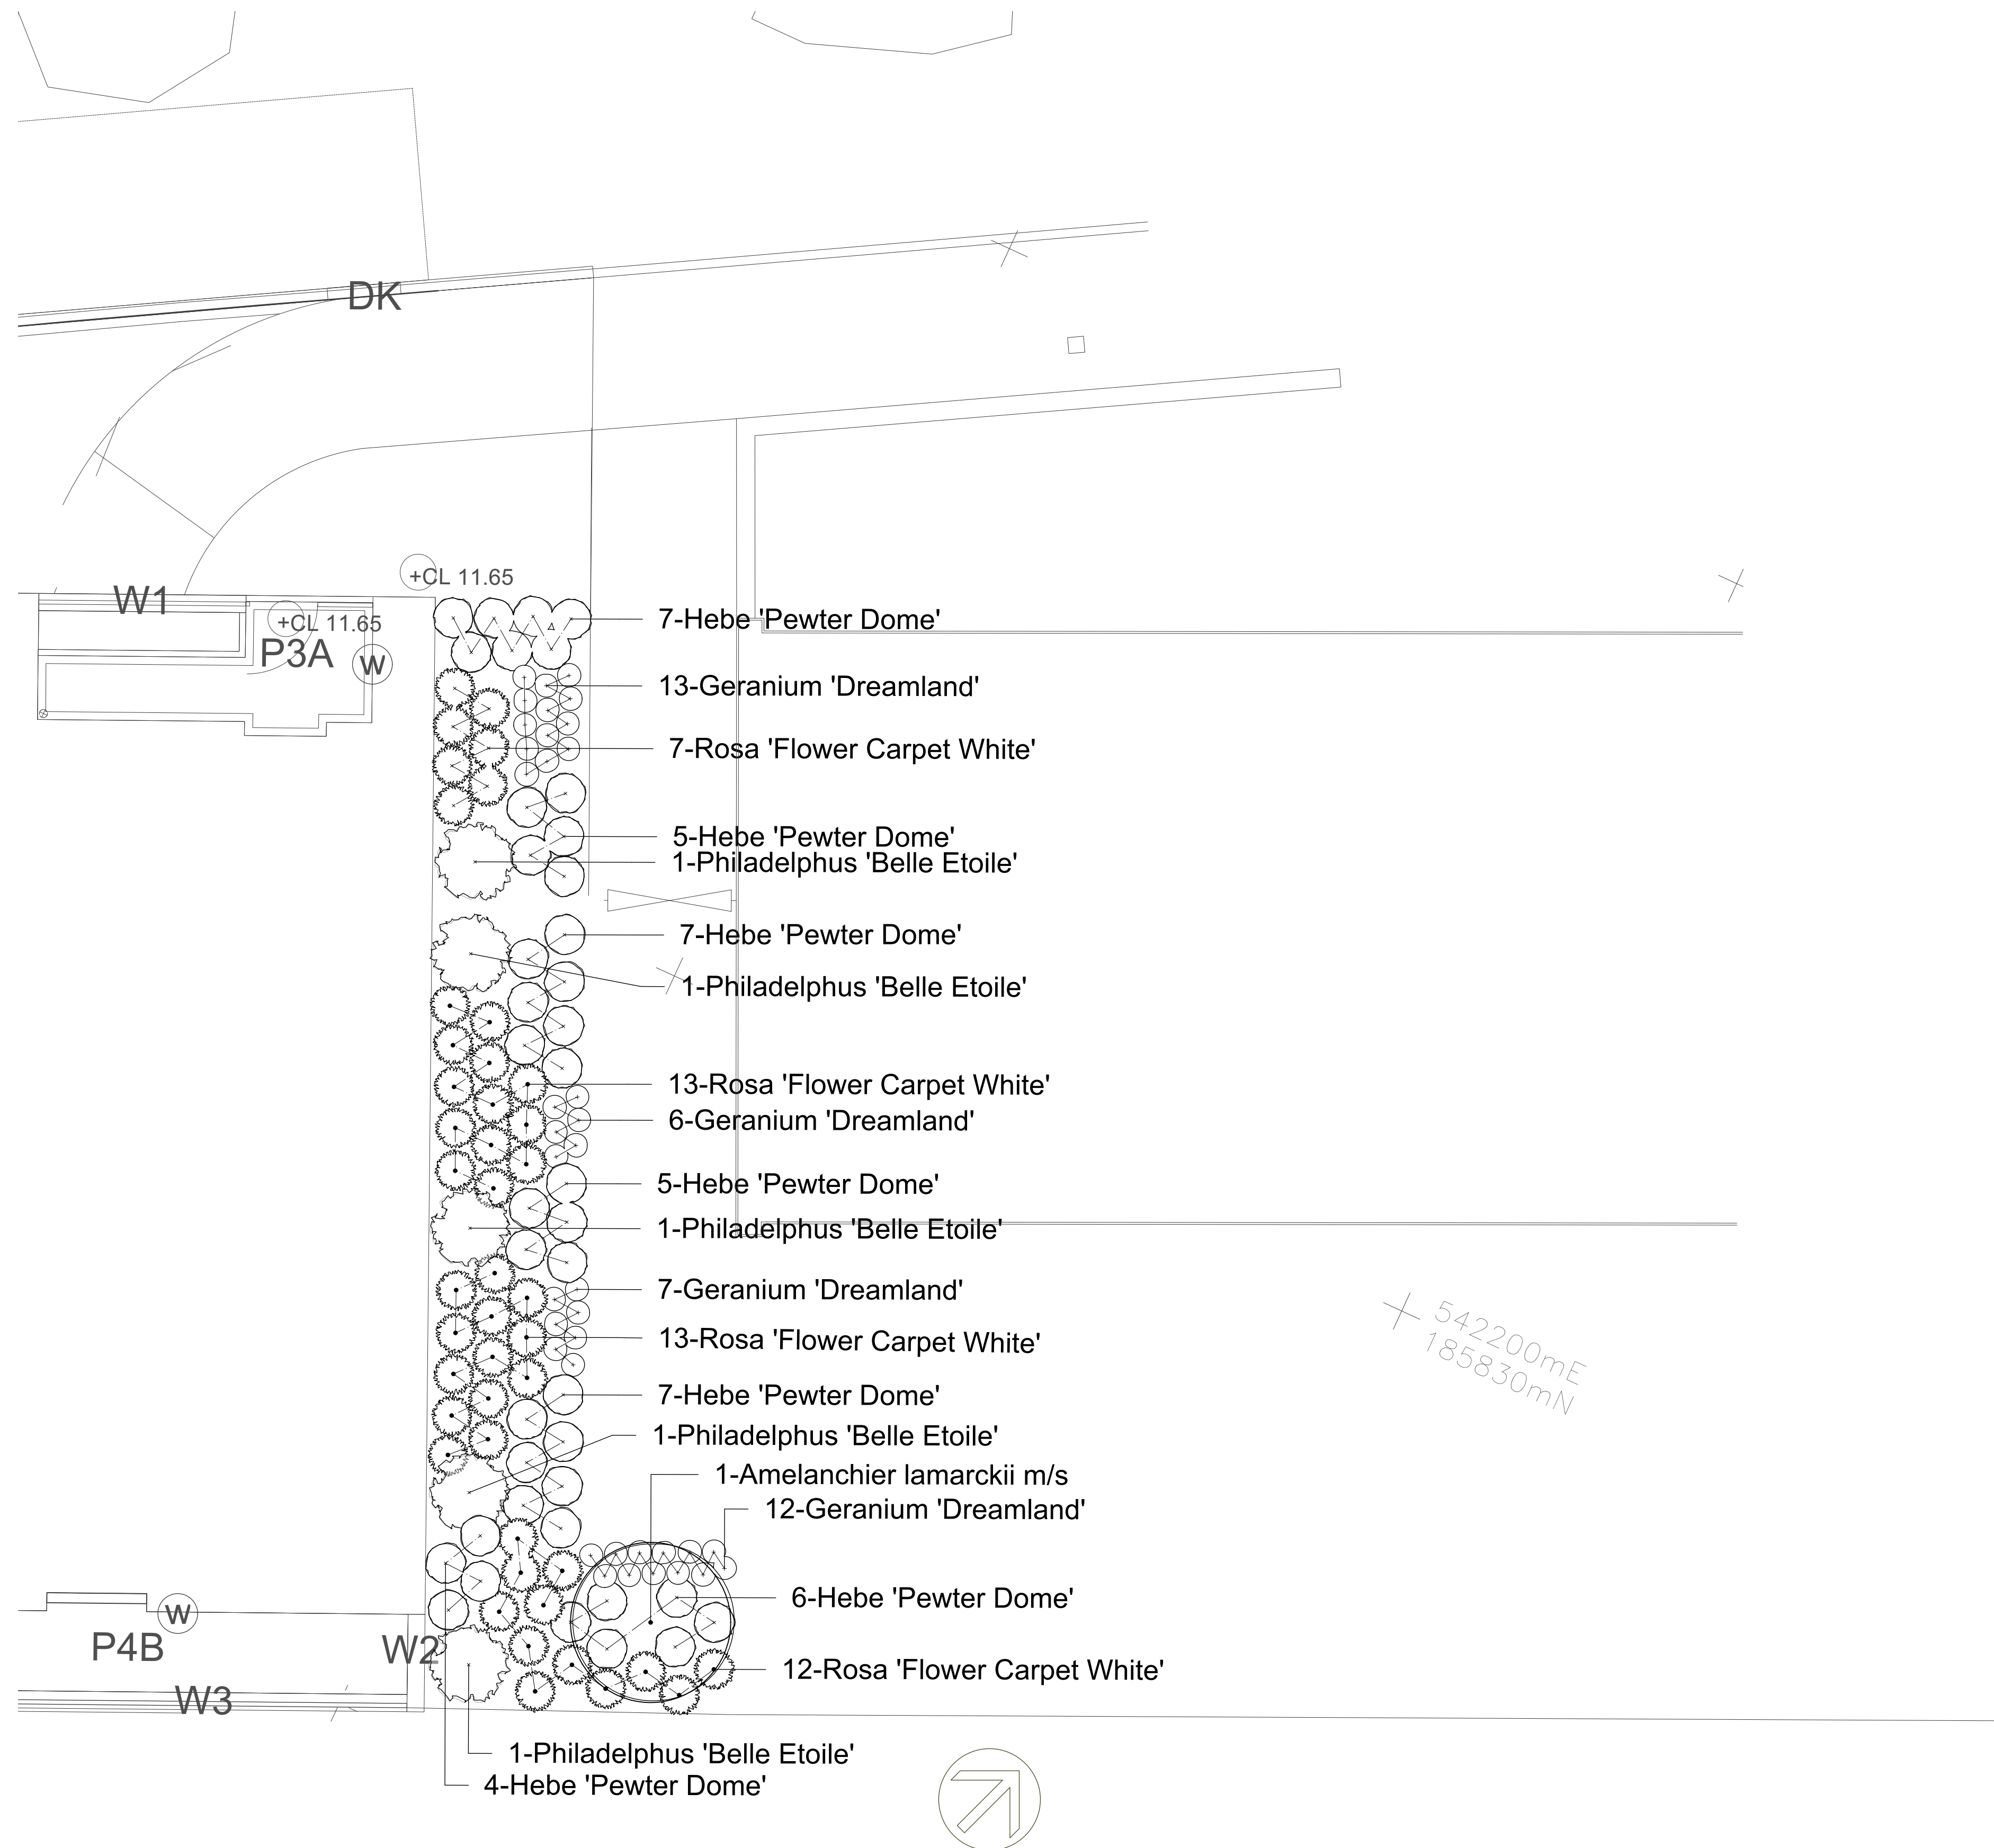 DK
+CL 11.65
W1
+CL 11.65
P3A
W
7-Hebe 'Pewter Dome'
13-Geranium 'Dreamland'
7-Rosa 'Flower Carpet White'
5-Hebe 'Pewter Dome'
1-Philadelphus 'Belle Etoile'
7-Hebe 'Pewter Dome'
1-Philadelphus 'Belle Etoile'
13-Rosa 'Flower Carpet White'
6-Geranium 'Dreamland'
5-Hebe 'Pewter Dome'
1-Philadelphus 'Belle Etoile'
7-Geranium 'Dreamland'
13-Rosa 'Flower Carpet White'
542200mE
185830mN
7-Hebe 'Pewter Dome'
1-Philadelphus 'Belle Etoile'
1-Amelanchier lamarckii m/s
12-Geranium 'Dreamland'
6-Hebe 'Pewter Dome'
W
P4B
W2
12-Rosa 'Flower Carpet White'
W3
1-Philadelphus 'Belle Etoile'
4-Hebe 'Pewter Dome'